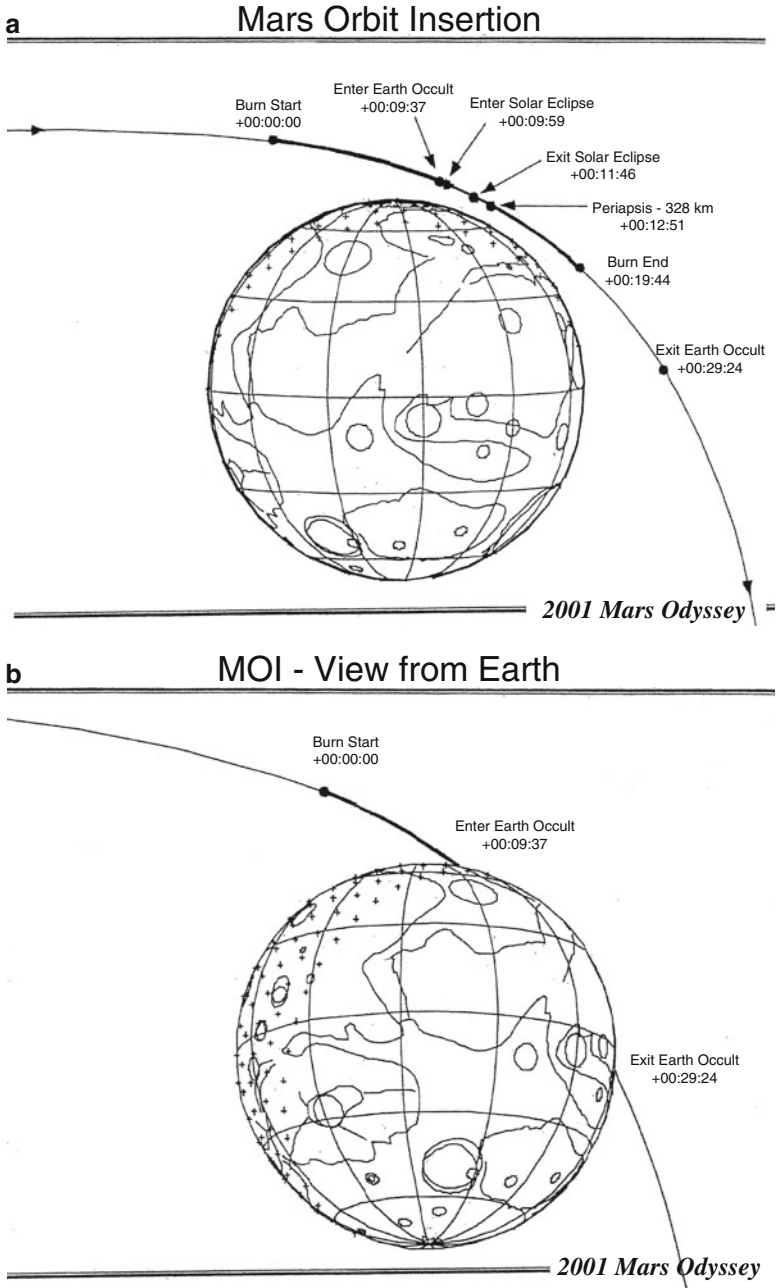 a
Mars Orbit Insertion
Enter Earth Occult
+00:09:37
Burn Start
+00:00:00
Enter Solar Eclipse
+00:09:59
Exit Solar Eclipse
+00:11:46
Periapsis - 328 km
+00:12:51
Burn End
+00:19:44
Exit Earth Occult
+00:29:24
2001 Mars Odyssey
b
MOI - View from Earth
Burn Start
+00:00:00
Enter Earth Occult
+00:09:37
Exit Earth Occult
+00:29:24
2001 Mars Odyssey